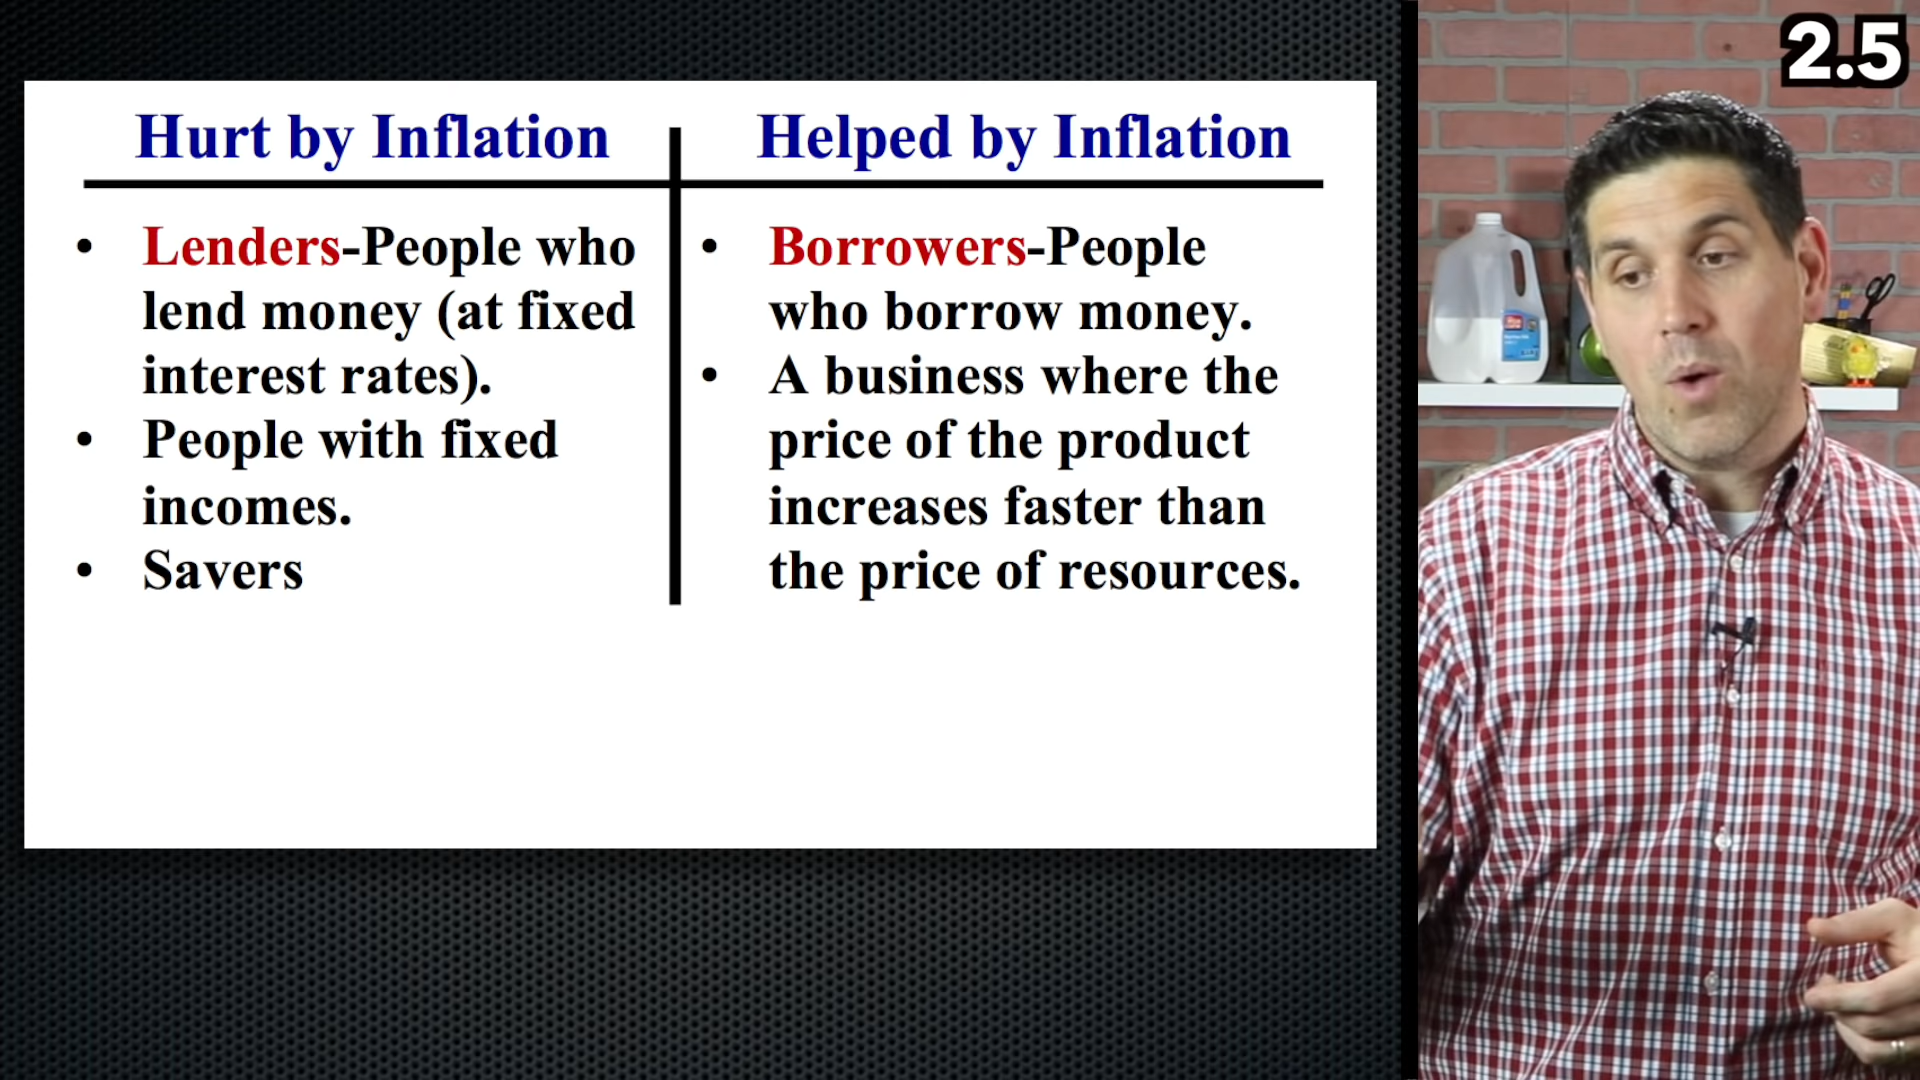 2.5
Hurt by Inflation
Helped by Inflation
• Lenders-People who
lend money (at fixed
interest rates).
• People with fixed
incomes.
• Savers
• Borrowers-People
who borrow money.
• A business where the
price of the product
increases faster than
the price of resources.